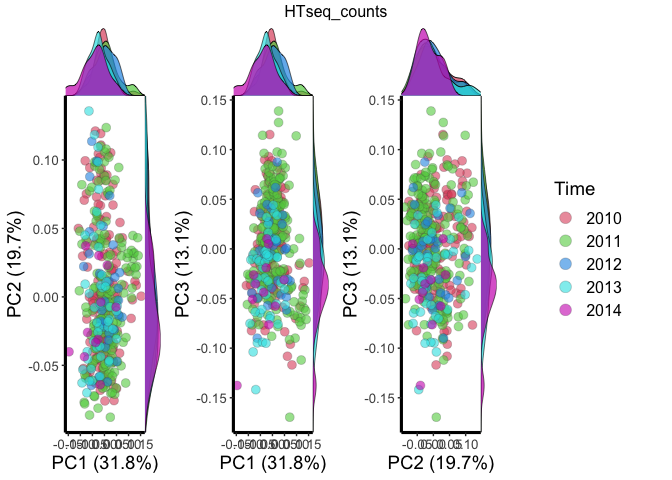 HTseq_counts
PC2 (19.7%)
0.10
0.05
0.00
-0.05
PC1 (31.8%)
PC3 (13.1%)
0.15
0.10
0.05
0.00
-0.05
-0.10
-0.15
PC1 (31.8%)
PC3 (13.1%)
0.15
0.10
0.05
0.00
-0.05
-0.10
-0.15
PC2 (19.7%)
Time
2010
2011
2012
2013
2014